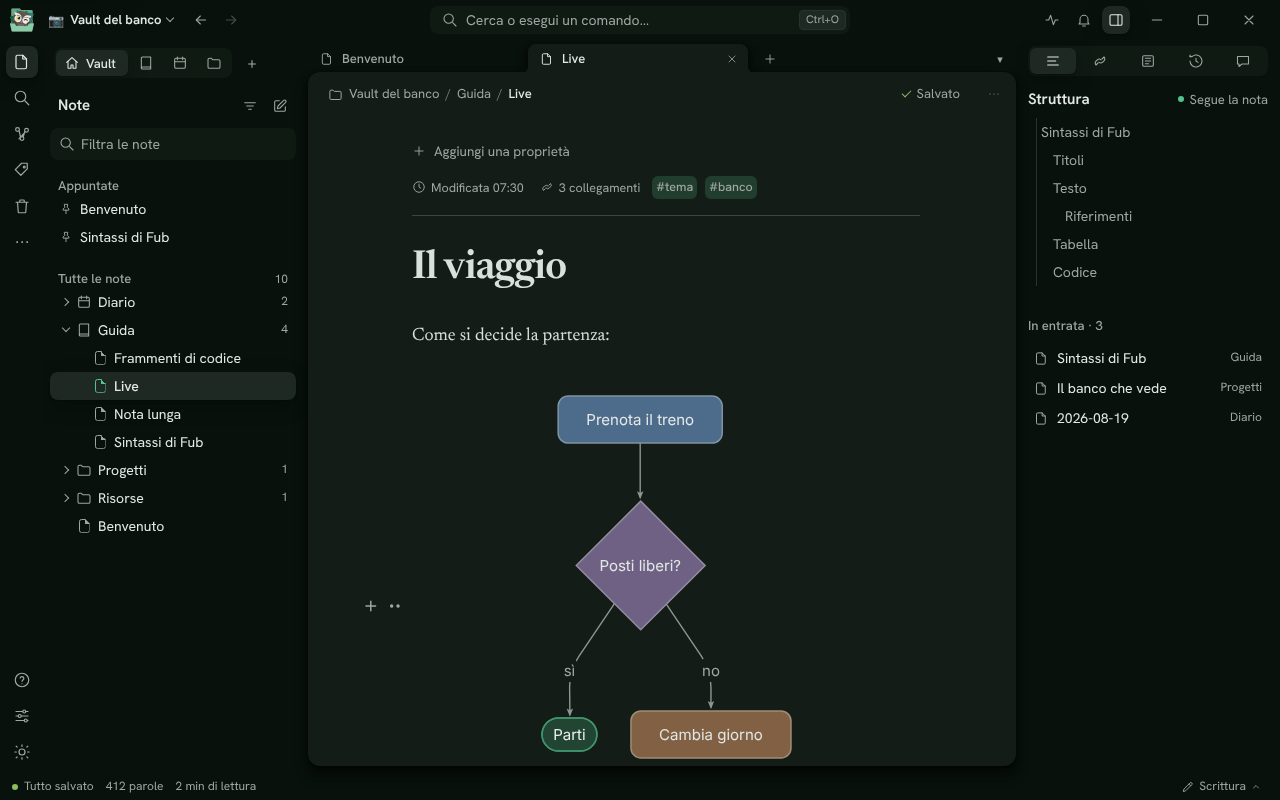 Vault del banco
Cerca o esegui un comando...
Ctrl+O
Vault
Benvenuto
Live
Note
Filtra le note
Appuntate
Benvenuto
Sintassi di Fub
Tutte le note 10
Diario 2
Guida 4
Frammenti di codice
Live
Nota lunga
Sintassi di Fub
Progetti 1
Risorse 1
Benvenuto
Vault del banco / Guida / Live
Salvato
Aggiungi una proprietà
Modificata 07:30
3 collegamenti
#tema
#banco
Il viaggio
Come si decide la partenza:
Prenota il treno
Posti liberi?
sì
no
Parti
Cambia giorno
Struttura
Segue la nota
Sintassi di Fub
Titoli
Testo
Riferimenti
Tabella
Codice
In entrata · 3
Sintassi di Fub Guida
Il banco che vede Progetti
2026-08-19 Diario
Tutto salvato
412 parole
2 min di lettura
Scrittura